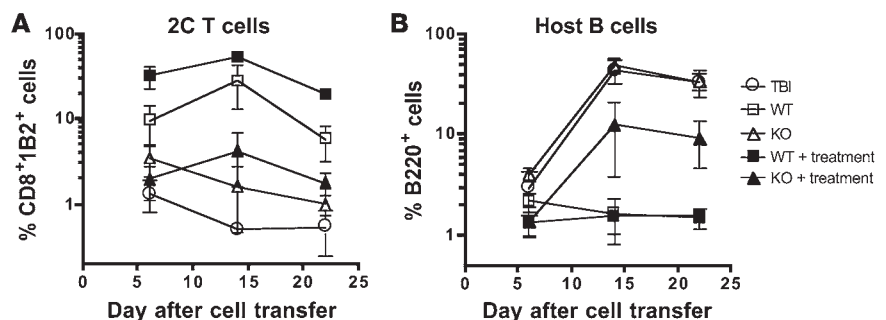 A
2C T cells
% CD8⁺1B2⁺ cells
100
10
1
0 5 10 15 20 25
Day after cell transfer
B
Host B cells
% B220⁺ cells
100
10
1
0 5 10 15 20 25
Day after cell transfer
TBI
WT
KO
WT + treatment
KO + treatment